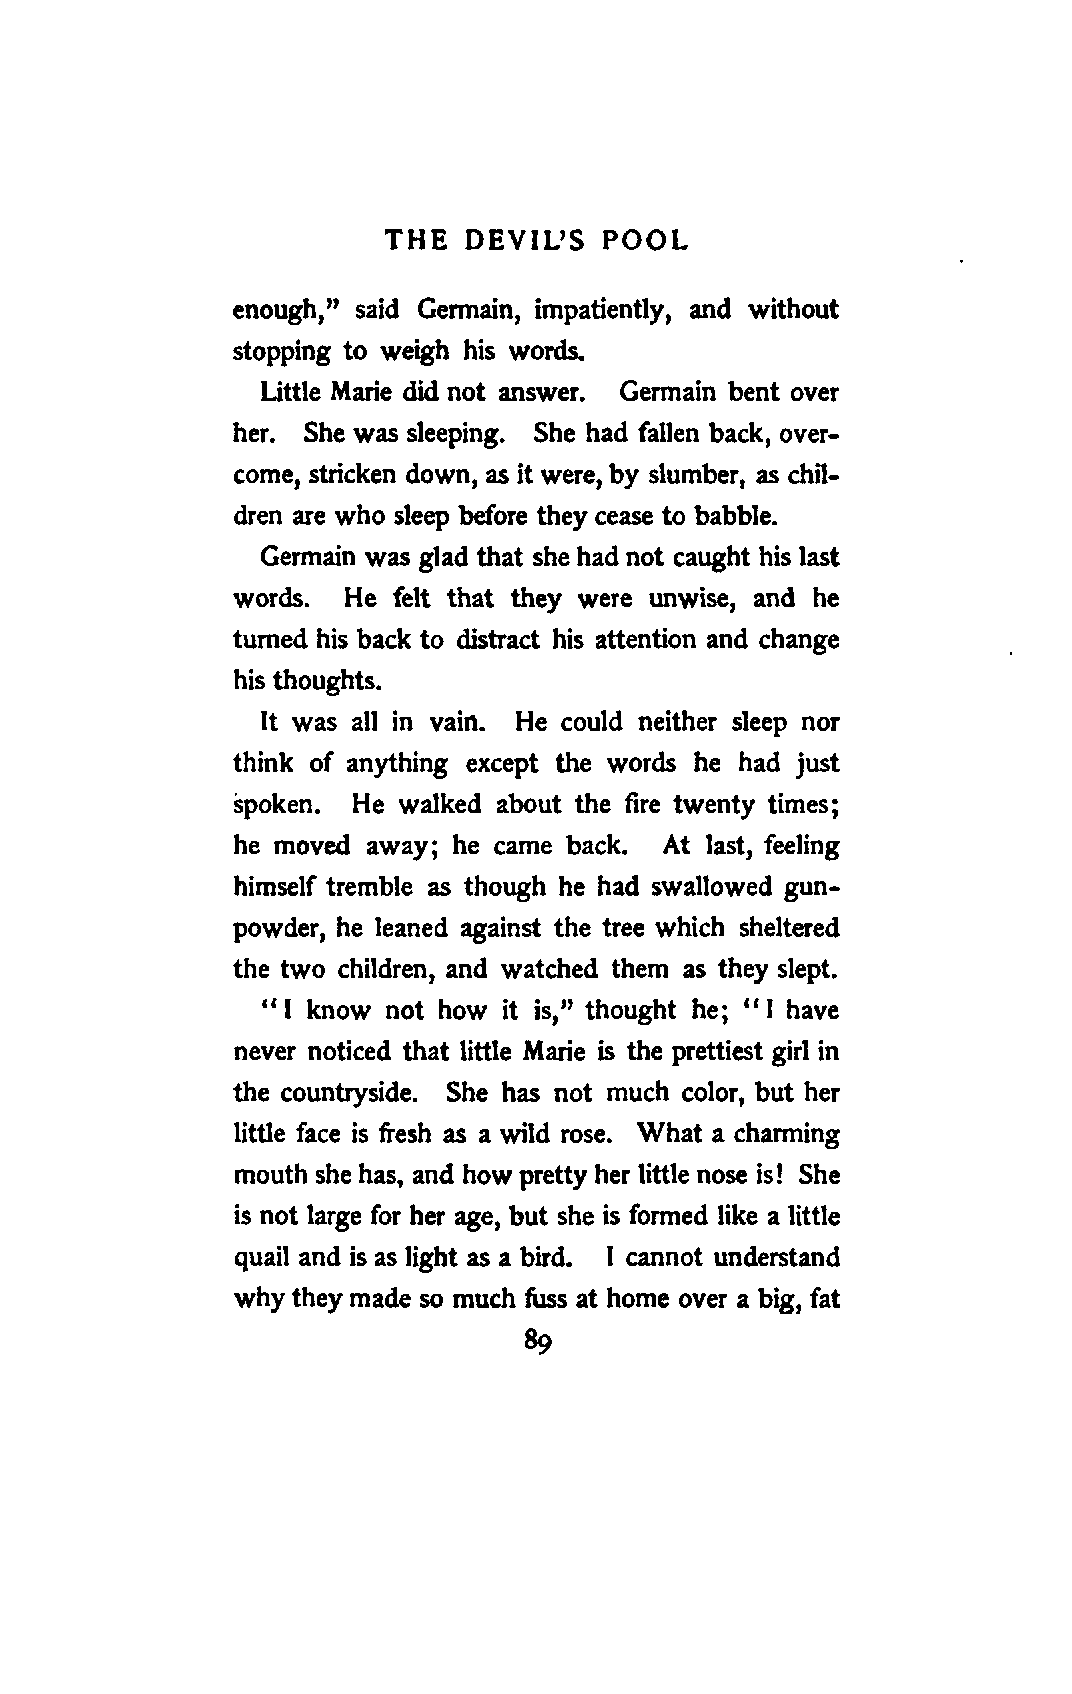 THE DEVIL'S POOL
enough,” said Germain, impatiently, and without
stopping to weigh his words.
Little Marie did not answer. Germain bent over
her. She was sleeping. She had fallen back, over-
come, stricken down, as it were, by slumber, as chil-
dren are who sleep before they cease to babble.
Germain was glad that she had not caught his last
words. He felt that they were unwise, and he
turned his back to distract his attention and change
his thoughts.
It was all in vain. He could neither sleep nor
think of anything except the words he had just
spoken. He walked about the fire twenty times;
he moved away; he came back. At last, feeling
himself tremble as though he had swallowed gun-
powder, he leaned against the tree which sheltered
the two children, and watched them as they slept.
“I know not how it is,” thought he; “I have
never noticed that little Marie is the prettiest girl in
the countryside. She has not much color, but her
little face is fresh as a wild rose. What a charming
mouth she has, and how pretty her little nose is! She
is not large for her age, but she is formed like a little
quail and is as light as a bird. I cannot understand
why they made so much fuss at home over a big, fat
89